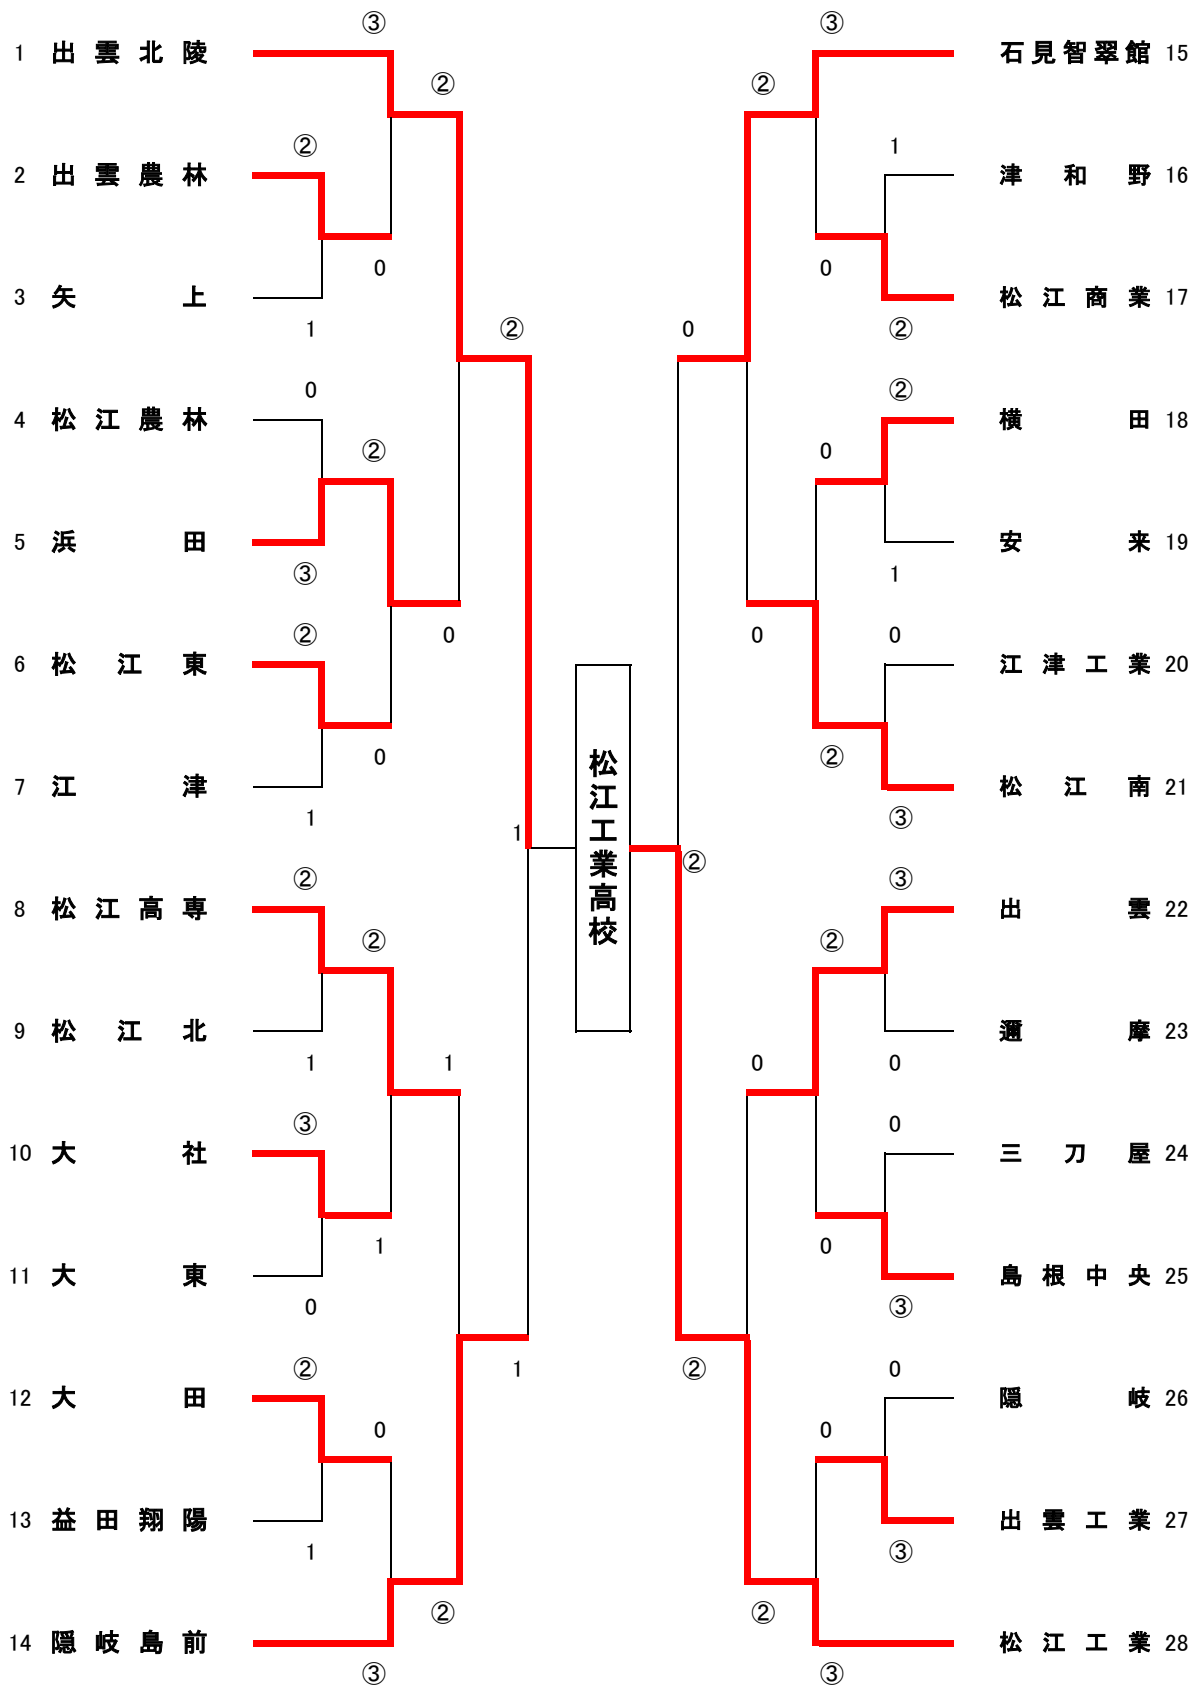 ③
1 出雲北陵
②
②
2 出雲農林
0
3 矢上
1
②
0
4 松江農林
②
5 浜田
③
0
②
6 松江東
0
7 江津
1
1
②
8 松江高専
②
9 松江北
1
1
③
10 大社
1
11 大東
0
1
②
12 大田
0
13 益田翔陽
1
②
14 隠岐島前
③
松江工業高校
③
石見智翠館 15
②
1
津和野 16
0
松江商業 17
②
0
②
横田 18
0
安来 19
1
0
0
江津工業 20
②
松江南 21
③
②
③
出雲 22
②
邇摩 23
0
0
0
三刀屋 24
0
島根中央 25
③
②
0
隠岐 26
0
出雲工業 27
③
②
松江工業 28
③